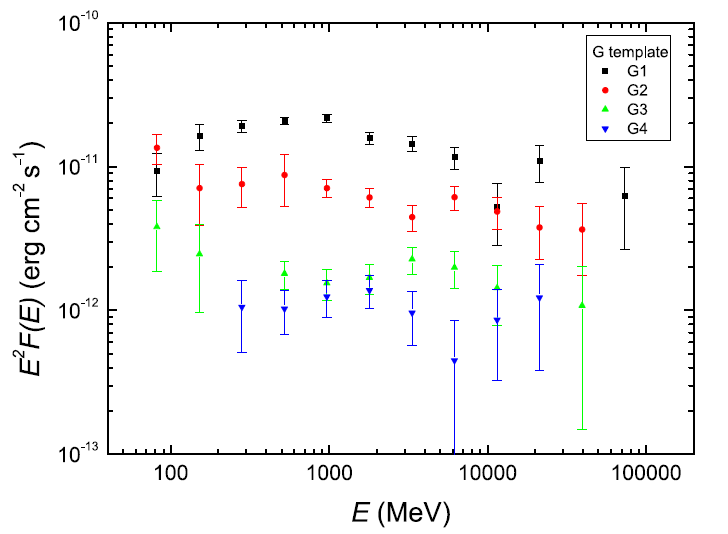 10⁻¹⁰
10⁻¹¹
10⁻¹²
10⁻¹³
E²F(E) (erg cm⁻² s⁻¹)
G template
G1
G2
G3
G4
100
1000
10000
100000
E (MeV)